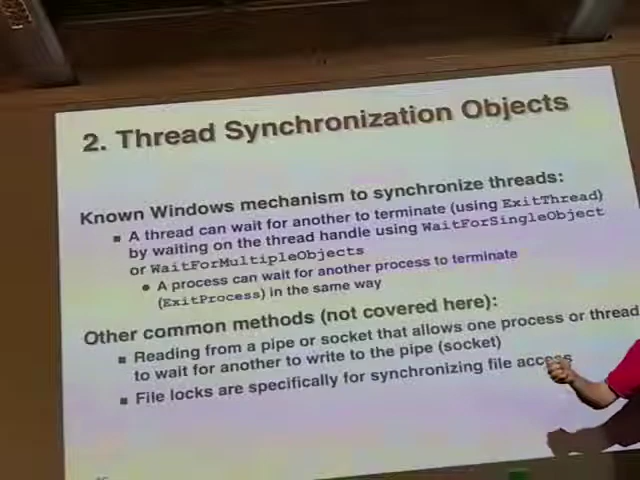 2. Thread Synchronization Objects
Known Windows mechanism to synchronize threads:
■ A thread can wait for another to terminate (using ExitThread)
by waiting on the thread handle using WaitForSingleObject
or WaitForMultipleObjects
● A process can wait for another process to terminate
(ExitProcess) in the same way
Other common methods (not covered here):
■ Reading from a pipe or socket that allows one process or thread
to wait for another to write to the pipe (socket)
■ File locks are specifically for synchronizing file access